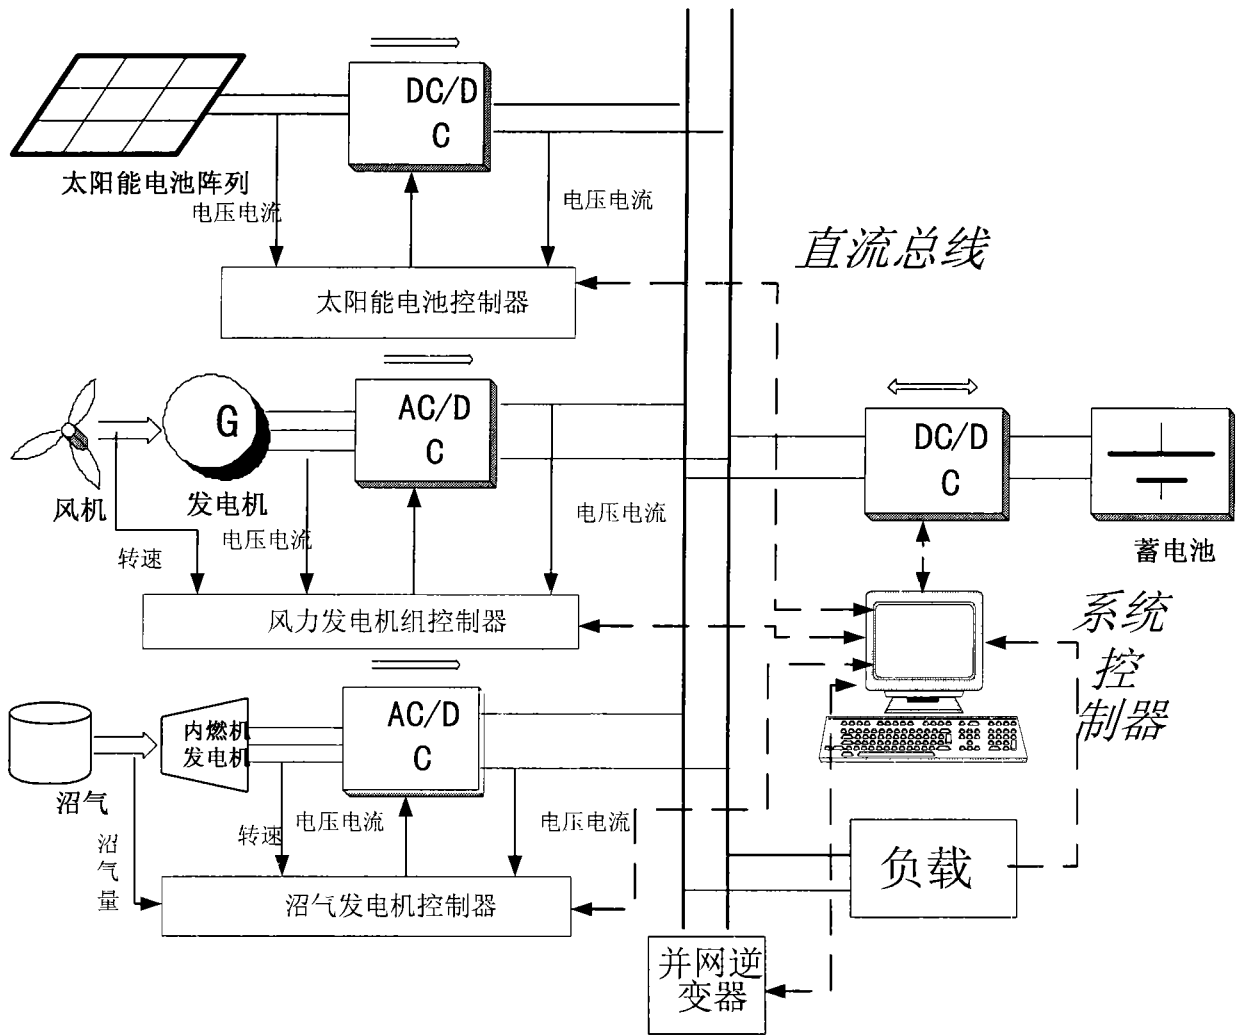 DC/D
C
太阳能电池阵列
电压电流
电压电流
太阳能电池控制器
直流总线
G
AC/D
C
风机
发电机
转速
电压电流
电压电流
风力发电机组控制器
DC/D
C
蓄电池
系统
控
制器
沼气
内燃机
发电机
AC/D
C
沼
气
量
转速
电压电流
电压电流
沼气发电机控制器
负载
并网逆
变器